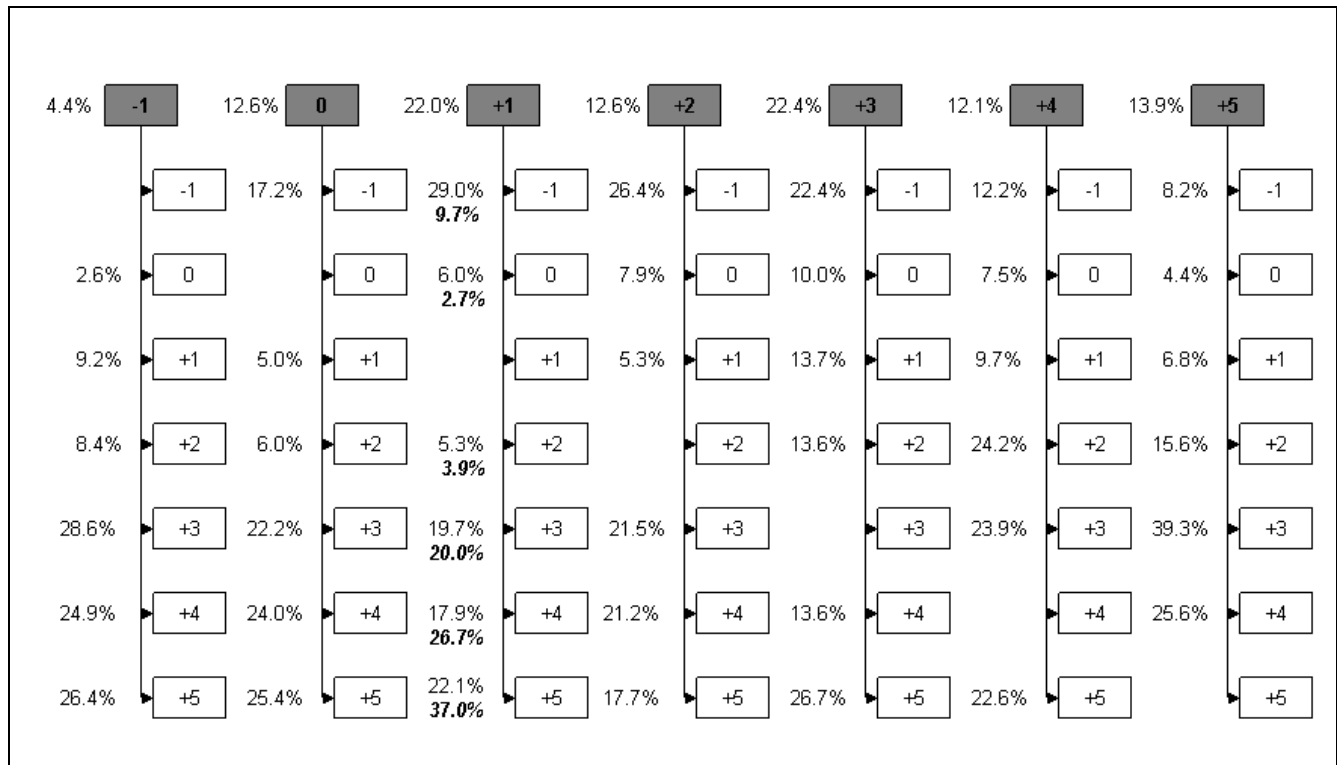 4.4% -1 12.6% 0 22.0% +1 12.6% +2 22.4% +3 12.1% +4 13.9% +5
-1 17.2% -1 29.0% -1 26.4% -1 22.4% -1 12.2% -1 8.2% -1
9.7%
2.6% 0 0 6.0% 0 7.9% 0 10.0% 0 7.5% 0 4.4% 0
2.7%
9.2% +1 5.0% +1 +1 5.3% +1 13.7% +1 9.7% +1 6.8% +1
8.4% +2 6.0% +2 5.3% +2 +2 13.6% +2 24.2% +2 15.6% +2
3.9%
28.6% +3 22.2% +3 19.7% +3 21.5% +3 +3 23.9% +3 39.3% +3
20.0%
24.9% +4 24.0% +4 17.9% +4 21.2% +4 13.6% +4 +4 25.6% +4
26.7%
26.4% +5 25.4% +5 22.1% +5 17.7% +5 26.7% +5 22.6% +5 +5
37.0%